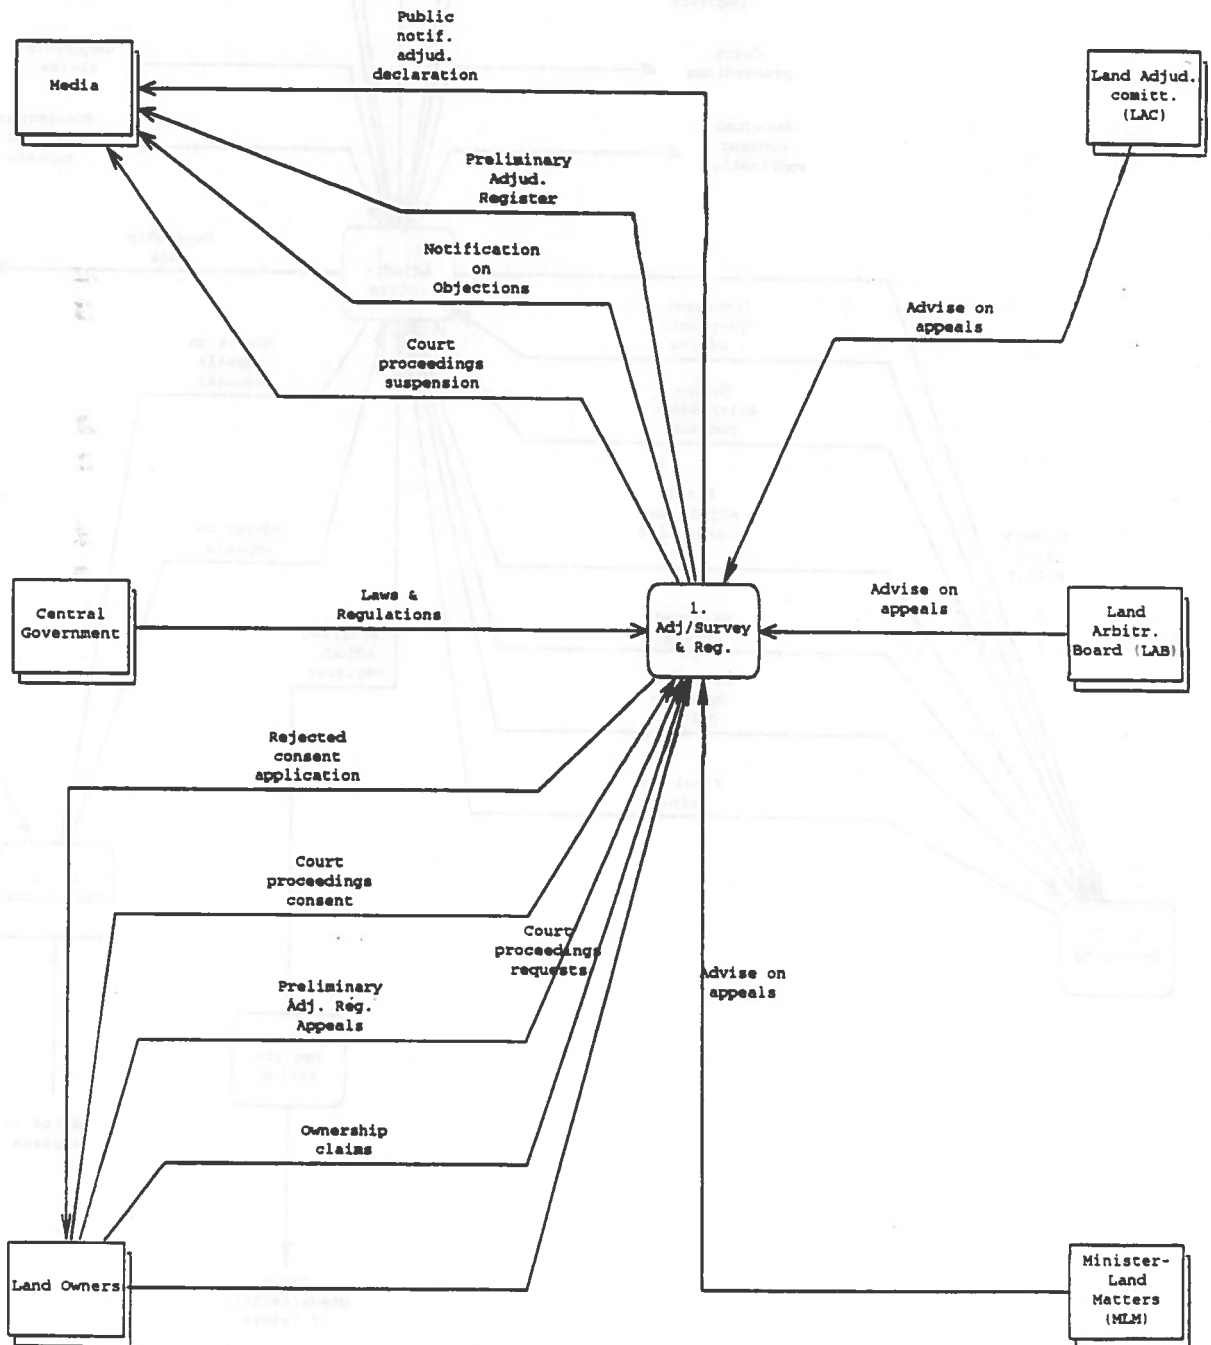 Public
notif.
adjud.
declaration
Media
Land Adjud.
comitt.
(LAC)
Preliminary
Adjud.
Register
Notification
on
Objections
Advise on
appeals
Court
proceedings
suspension
Central
Government
Laws &
Regulations
1.
Adj/Survey
& Reg.
Advise on
appeals
Land
Arbitr.
Board (LAB)
Rejected
consent
application
Court
proceedings
consent
Court
proceedings
requests
Advise on
appeals
Preliminary
Adj. Reg.
Appeals
Ownership
claims
Land Owners
Minister-
Land
Matters
(MLM)